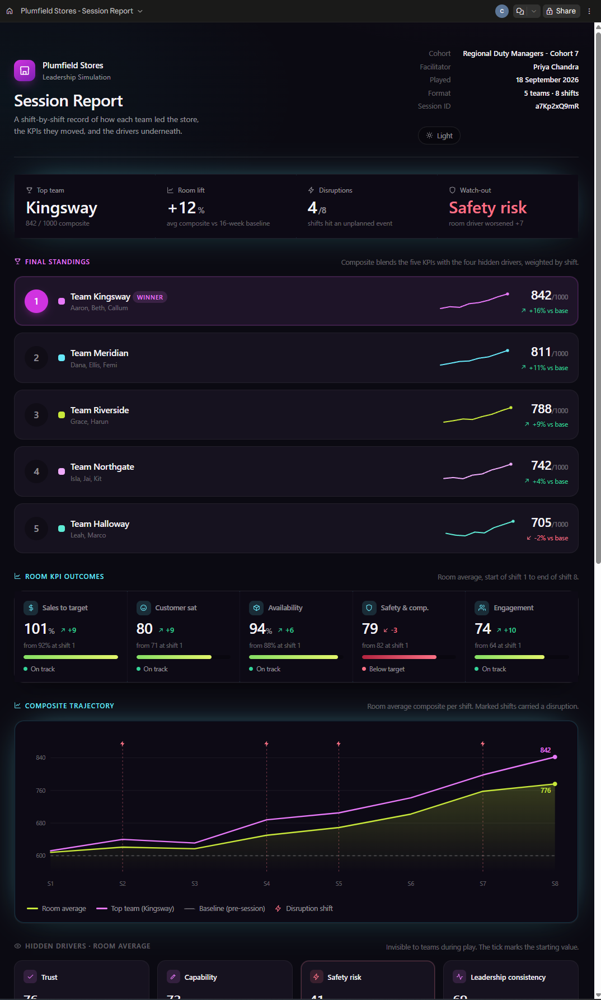 Plumfield Stores - Session Report
C
Share
Plumfield Stores
Leadership Simulation
Session Report
A shift-by-shift record of how each team led the store,
the KPIs they moved, and the drivers underneath.
Cohort Regional Duty Managers - Cohort 7
Facilitator Priya Chandra
Played 18 September 2026
Format 5 teams · 8 shifts
Session ID a7Kp2xQ9mR
Light
Top team
Kingsway
842 / 1000 composite
Room lift
+12 %
avg composite vs 16-week baseline
Disruptions
4/8
shifts hit an unplanned event
Watch-out
Safety risk
room driver worsened +7
FINAL STANDINGS
Composite blends the five KPIs with the four hidden drivers, weighted by shift.
1
Team Kingsway WINNER
Aaron, Beth, Callum
842/1000
+16% vs base
2
Team Meridian
Dana, Ellis, Femi
811/1000
+11% vs base
3
Team Riverside
Grace, Harun
788/1000
+9% vs base
4
Team Northgate
Isla, Jai, Kit
742/1000
+4% vs base
5
Team Halloway
Leah, Marco
705/1000
-2% vs base
ROOM KPI OUTCOMES
Room average, start of shift 1 to end of shift 8.
Sales to target
101% +9
from 92% at shift 1
On track
Customer sat
80 +9
from 71 at shift 1
On track
Availability
94% +6
from 88% at shift 1
On track
Safety & comp.
79 -3
from 82 at shift 1
Below target
Engagement
74 +10
from 64 at shift 1
On track
COMPOSITE TRAJECTORY
Room average composite per shift. Marked shifts carried a disruption.
842
840
776
760
680
600
S1 S2 S3 S4 S5 S6 S7 S8
Room average Top team (Kingsway) Baseline (pre-session) Disruption shift
HIDDEN DRIVERS · ROOM AVERAGE
Invisible to teams during play. The tick marks the starting value.
Trust
Capability
Safety risk
Leadership consistency